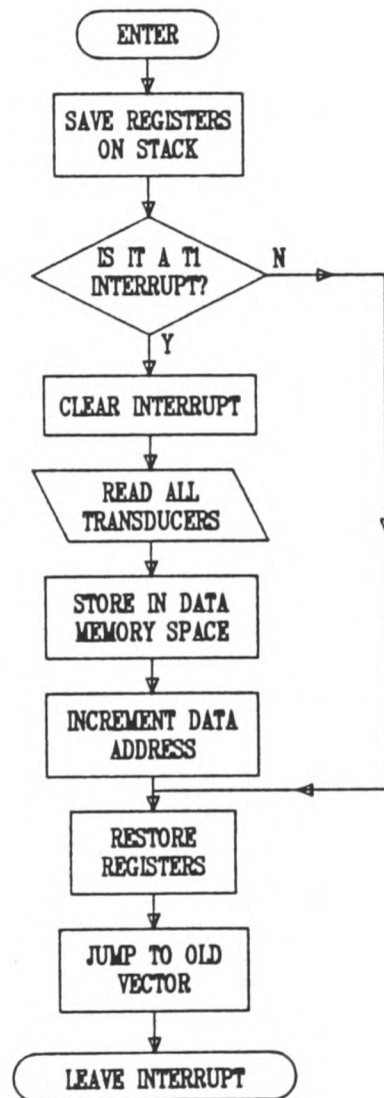 ENTER
SAVE REGISTERS
ON STACK
IS IT A T1
INTERRUPT?
N
Y
CLEAR INTERRUPT
READ ALL
TRANSDUCERS
STORE IN DATA
MEMORY SPACE
INCREMENT DATA
ADDRESS
RESTORE
REGISTERS
JUMP TO OLD
VECTOR
LEAVE INTERRUPT